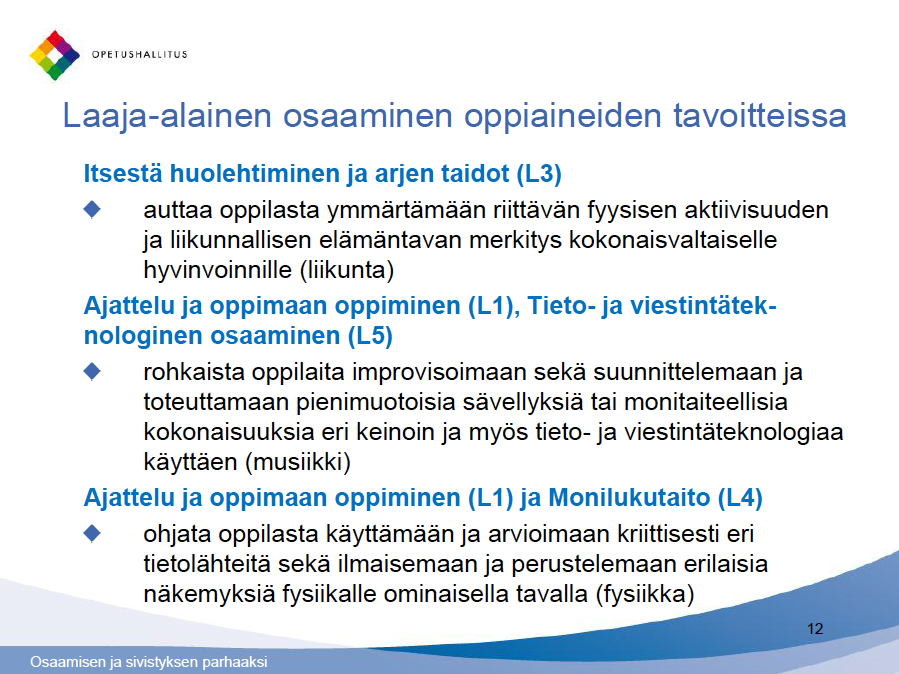 OPETUSHALLITUS
Laaja-alainen osaaminen oppiaineiden tavoitteissa
Itsestä huolehtiminen ja arjen taidot (L3)
auttaa oppilasta ymmärtämään riittävän fyysisen aktiivisuuden
ja liikunnallisen elämäntavan merkitys kokonaisvaltaiselle
hyvinvoinnille (liikunta)
Ajattelu ja oppimaan oppiminen (L1), Tieto- ja viestintätek-
nologinen osaaminen (L5)
rohkaista oppilaita improvisoimaan sekä suunnittelemaan ja
toteuttamaan pienimuotoisia sävellyksiä tai monitaiteellisia
kokonaisuuksia eri keinoin ja myös tieto- ja viestintäteknologiaa
käyttäen (musiikki)
Ajattelu ja oppimaan oppiminen (L1) ja Monilukutaito (L4)
ohjata oppilasta käyttämään ja arvioimaan kriittisesti eri
tietolähteitä sekä ilmaisemaan ja perustelemaan erilaisia
näkemyksiä fysiikalle ominaisella tavalla (fysiikka)
12
Osaamisen ja sivistyksen parhaaksi